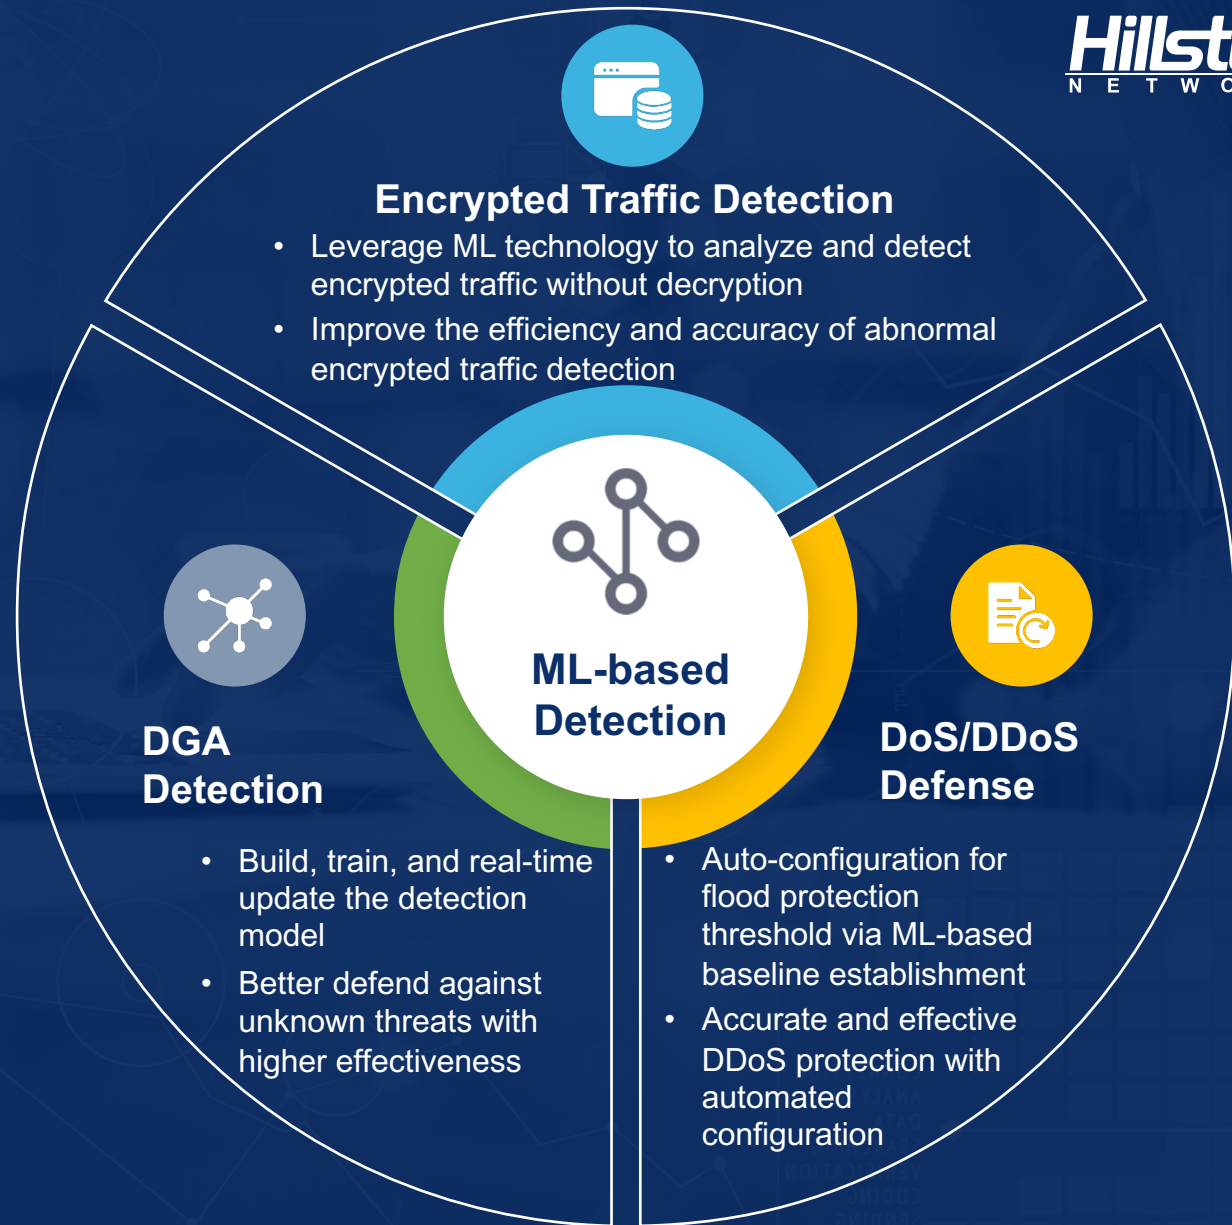 Encrypted Traffic Detection
• Leverage ML technology to analyze and detect
encrypted traffic without decryption
• Improve the efficiency and accuracy of abnormal
encrypted traffic detection
ML-based
Detection
DGA
Detection
• Build, train, and real-time
update the detection
model
• Better defend against
unknown threats with
higher effectiveness
DoS/DDoS
Defense
• Auto-configuration for
flood protection
threshold via ML-based
baseline establishment
• Accurate and effective
DDoS protection with
automated
configuration